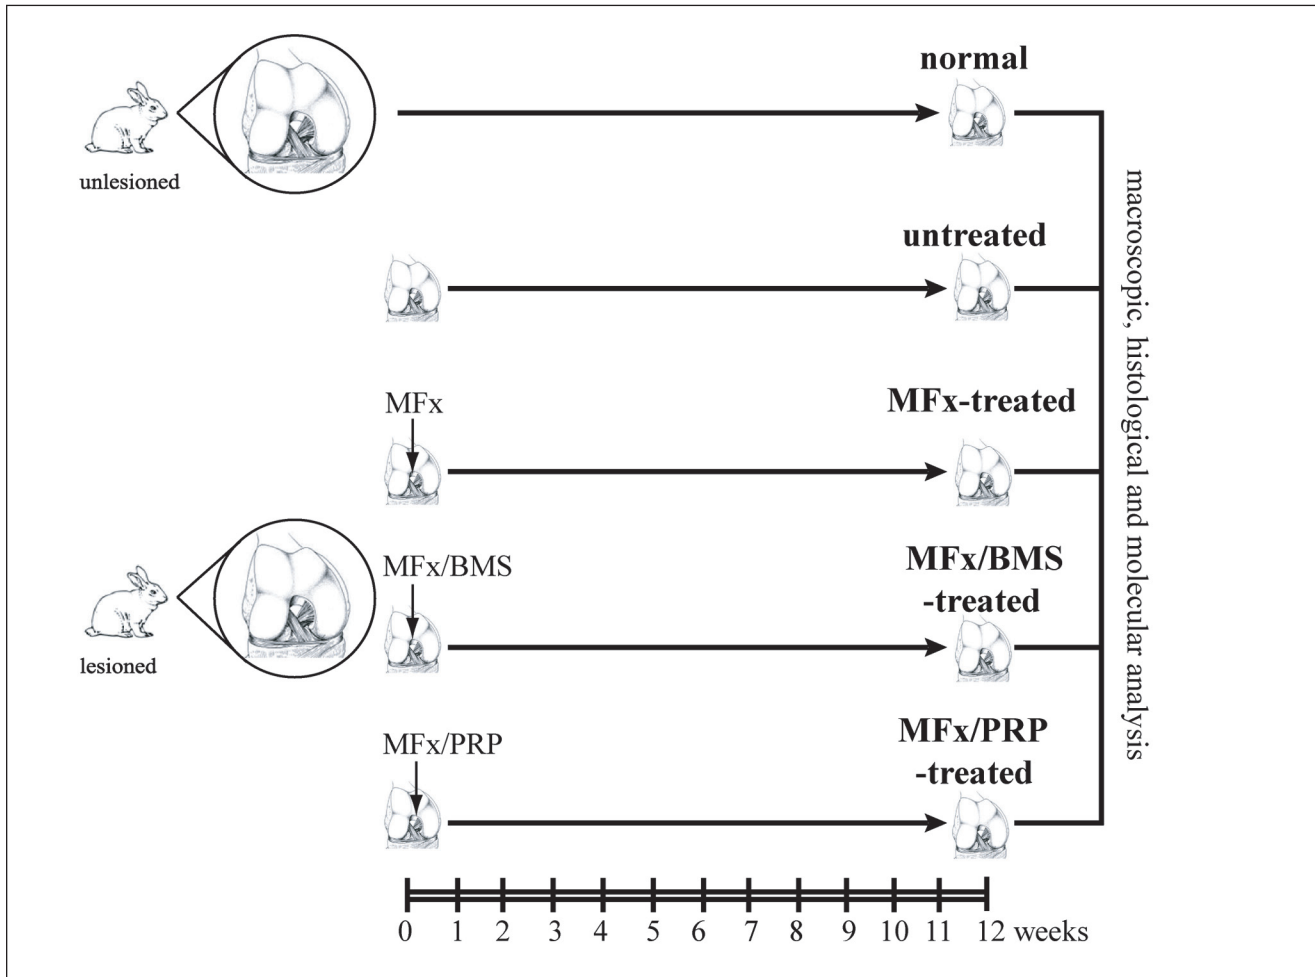 normal
unlesioned
untreated
MFx
MFx-treated
MFx/BMS
MFx/BMS
-treated
lesioned
MFx/PRP
MFx/PRP
-treated
macroscopic, histological and molecular analysis
0 1 2 3 4 5 6 7 8 9 10 11 12 weeks